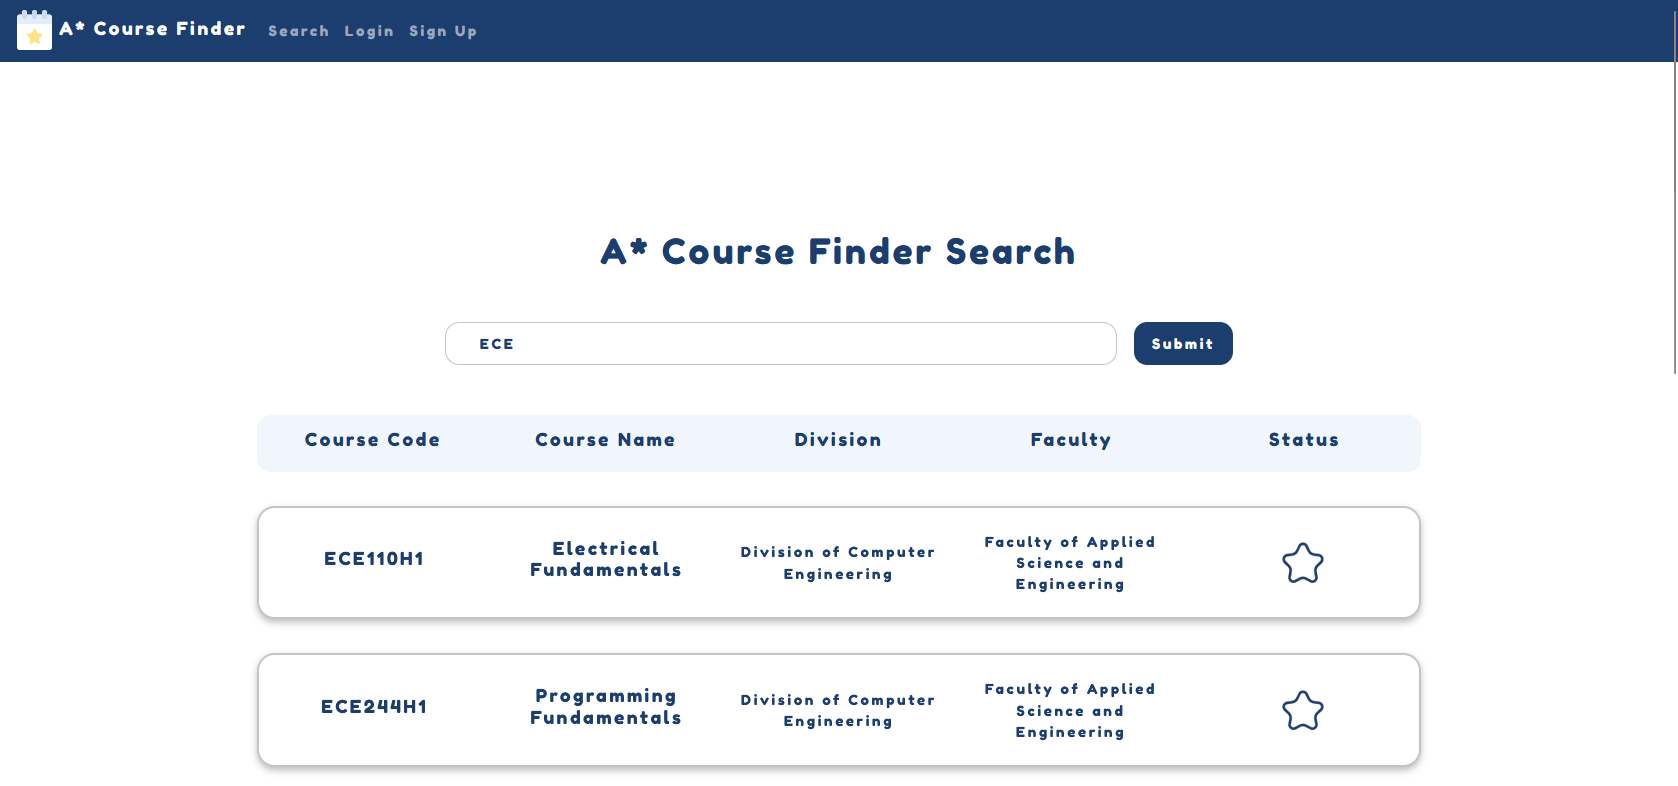 A* Course Finder Search Login Sign Up
A* Course Finder Search
ECE Submit
Course Code Course Name Division Faculty Status
ECE110H1
Electrical
Fundamentals
Division of Computer
Engineering
Faculty of Applied
Science and
Engineering
ECE244H1
Programming
Fundamentals
Division of Computer
Engineering
Faculty of Applied
Science and
Engineering